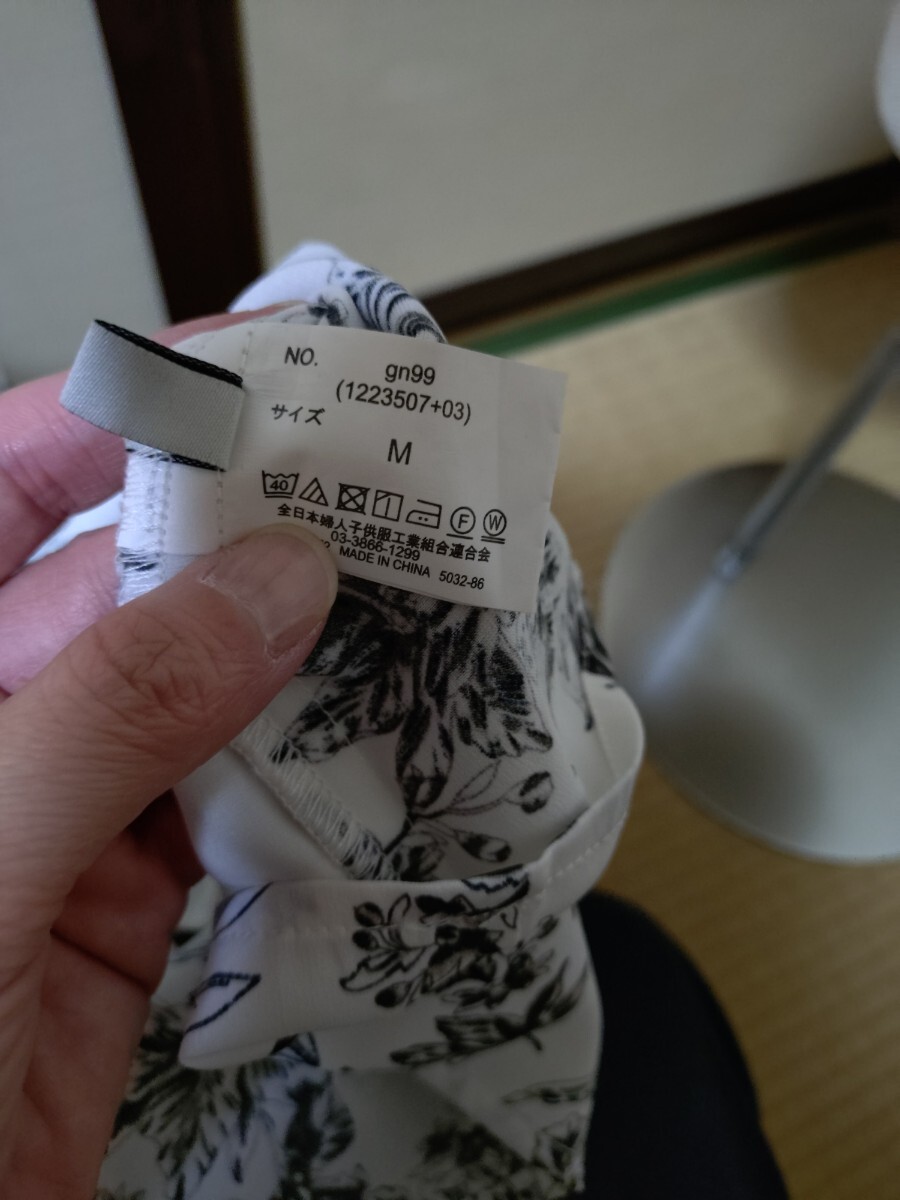 NO. gn99
(1223507+03)
サイズ
M
40 F W
全日本婦人子供服工業組合連合会
03-3866-1299
MADE IN CHINA 5032-86